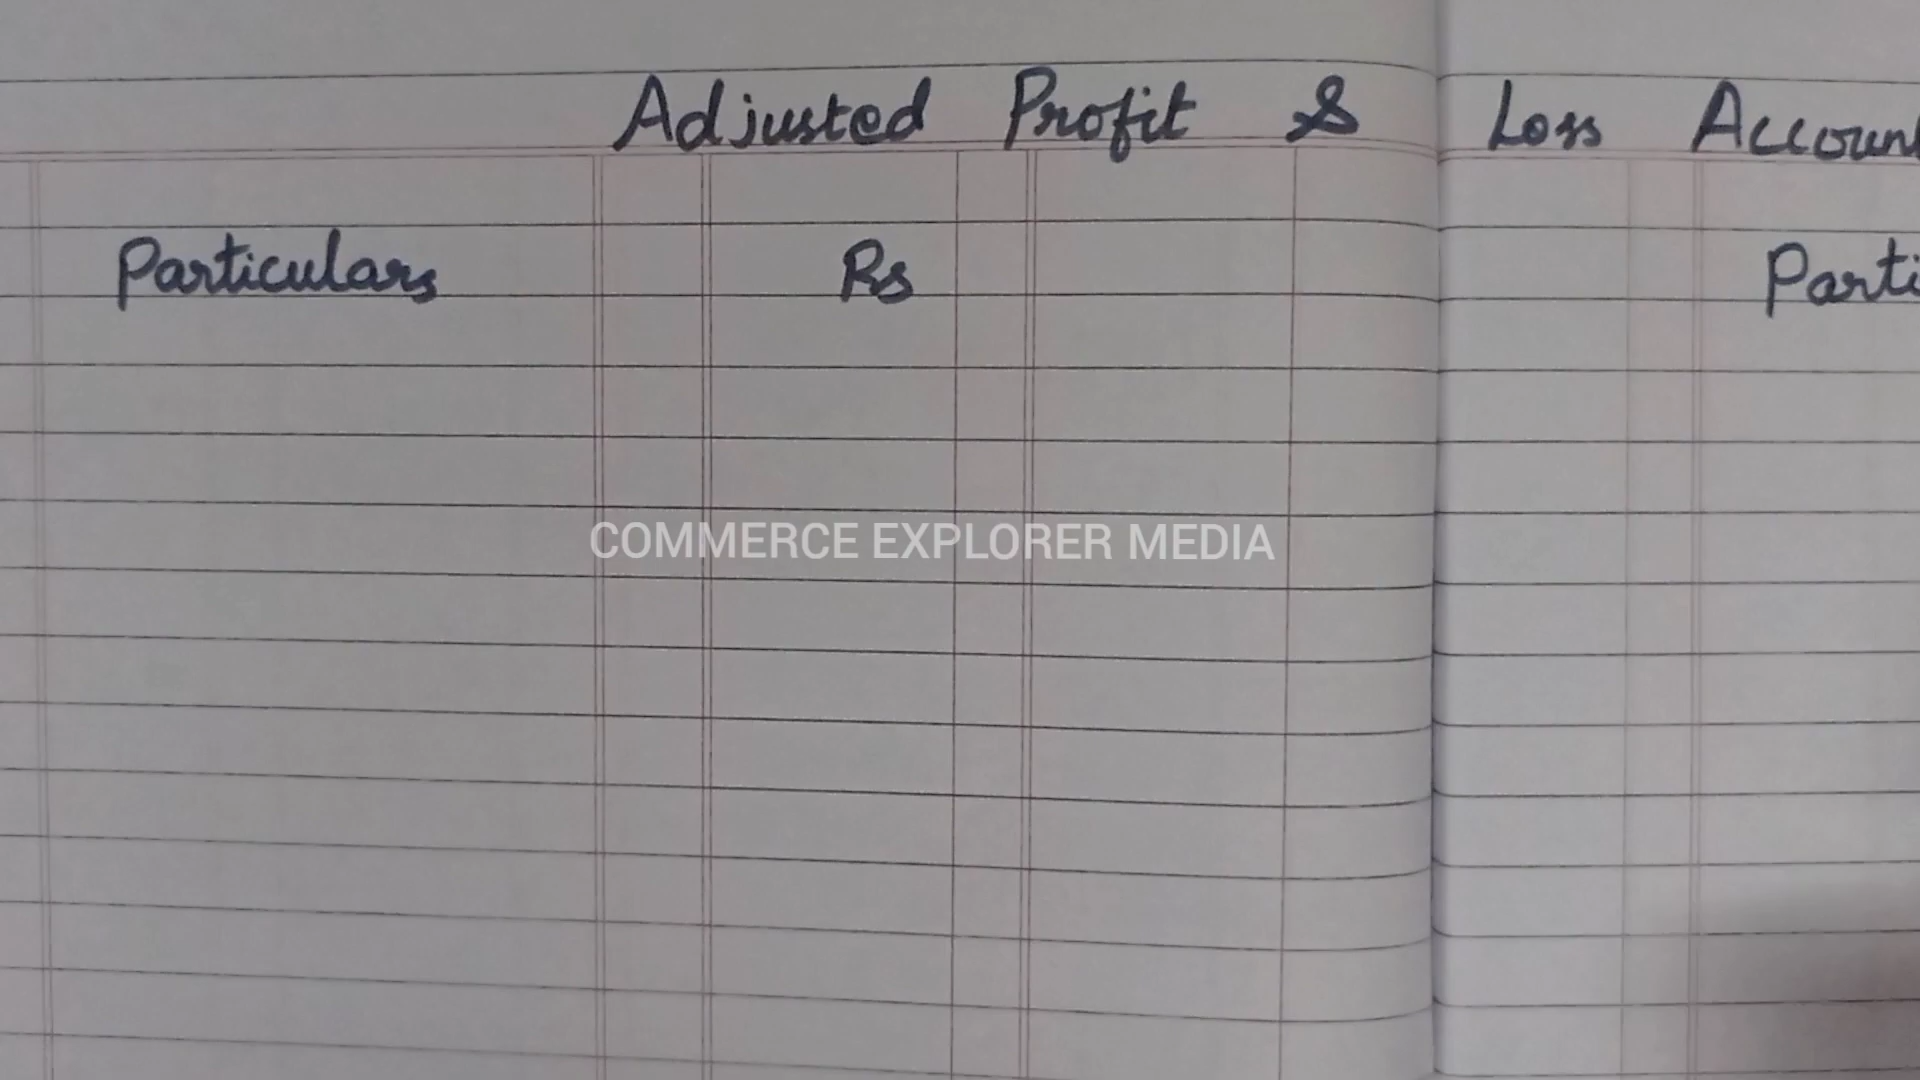 Adjusted Profit & Loss Account
Particulars Rs Parti
COMMERCE EXPLORER MEDIA